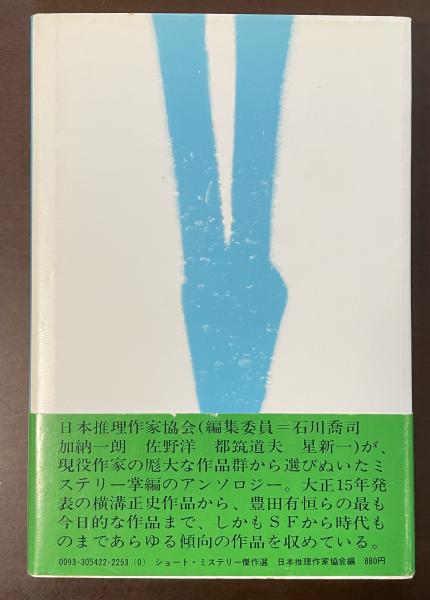 日本推理作家協会(編集委員＝石川喬司
加納一朗　佐野洋　都筑道夫　星新一)が、
現役作家の厖大な作品群から選びぬいたミ
ステリー掌編のアンソロジー。大正15年発
表の横溝正史作品から、豊田有恒らの最も
今日的な作品まで、しかもＳＦから時代も
のまであらゆる傾向の作品を収めている。
0093-305422-2253（0）　ショート・ミステリー傑作選　日本推理作家協会編　880円